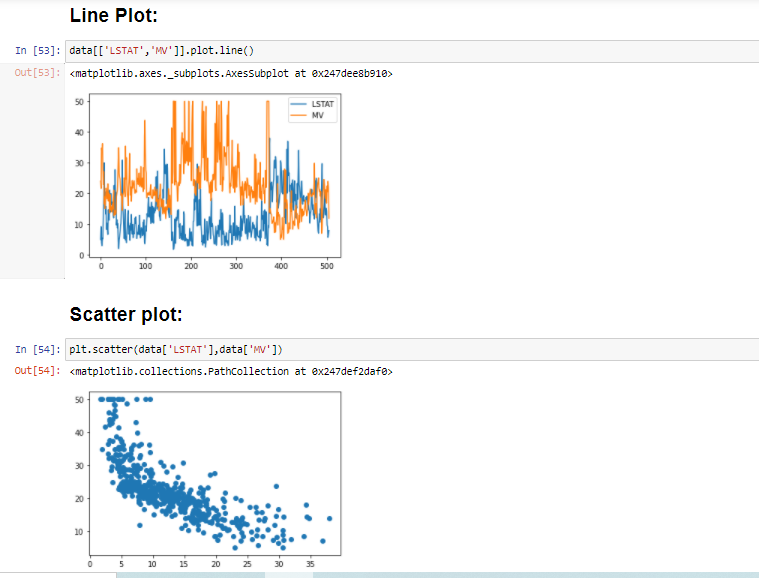 Line Plot:
In [53]: data[['LSTAT','MV']].plot.line()
Out[53]: <matplotlib.axes._subplots.AxesSubplot at 0x247dee8b910>
LSTAT
MV
50
40
30
20
10
0
0 100 200 300 400 500
Scatter plot:
In [54]: plt.scatter(data['LSTAT'],data['MV'])
Out[54]: <matplotlib.collections.PathCollection at 0x247def2daf0>
50
40
30
20
10
0 5 10 15 20 25 30 35